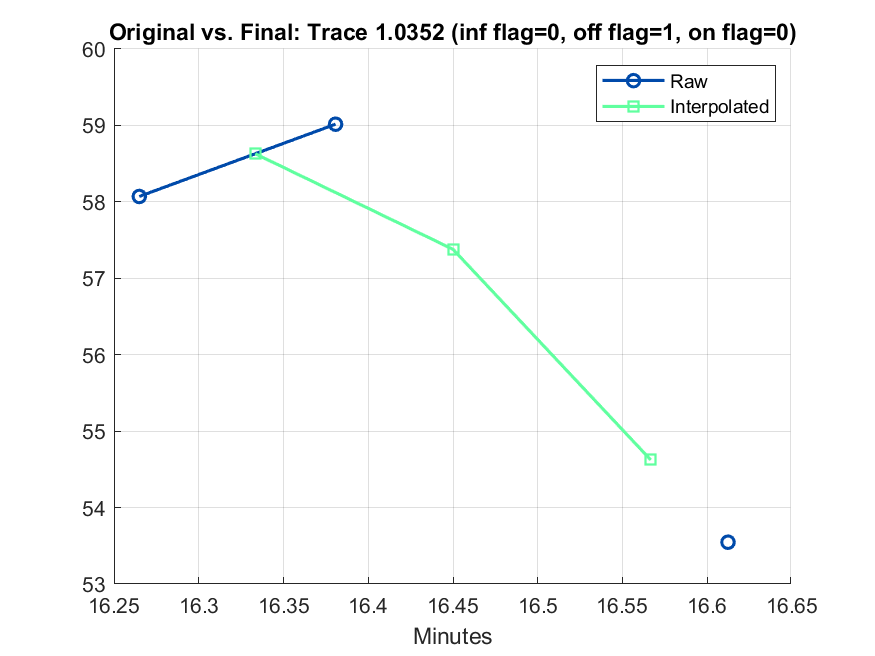 Original vs. Final: Trace 1.0352 (inf flag=0, off flag=1, on flag=0)
Raw
Interpolated
60
59
58
57
56
55
54
53
16.25 16.3 16.35 16.4 16.45 16.5 16.55 16.6 16.65
Minutes